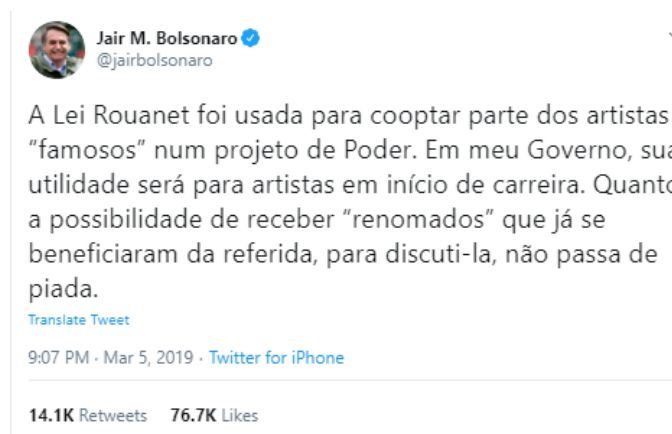 Jair M. Bolsonaro
@jairbolsonaro
A Lei Rouanet foi usada para cooptar parte dos artistas
“famosos” num projeto de Poder. Em meu Governo, sua
utilidade será para artistas em início de carreira. Quanto
a possibilidade de receber “renomados” que já se
beneficiaram da referida, para discuti-la, não passa de
piada.
Translate Tweet
9:07 PM · Mar 5, 2019 · Twitter for iPhone
14.1K Retweets 76.7K Likes